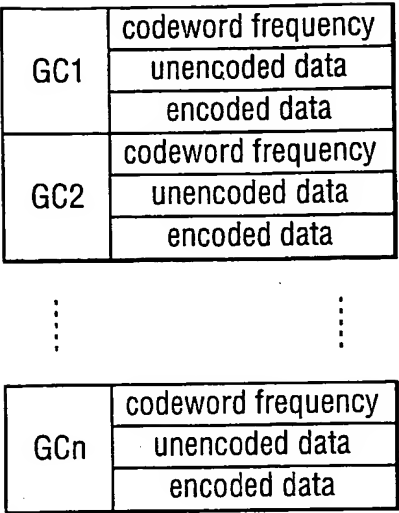 codeword frequency
GC1
unencoded data
encoded data
codeword frequency
GC2
unencoded data
encoded data
codeword frequency
GCn
unencoded data
encoded data